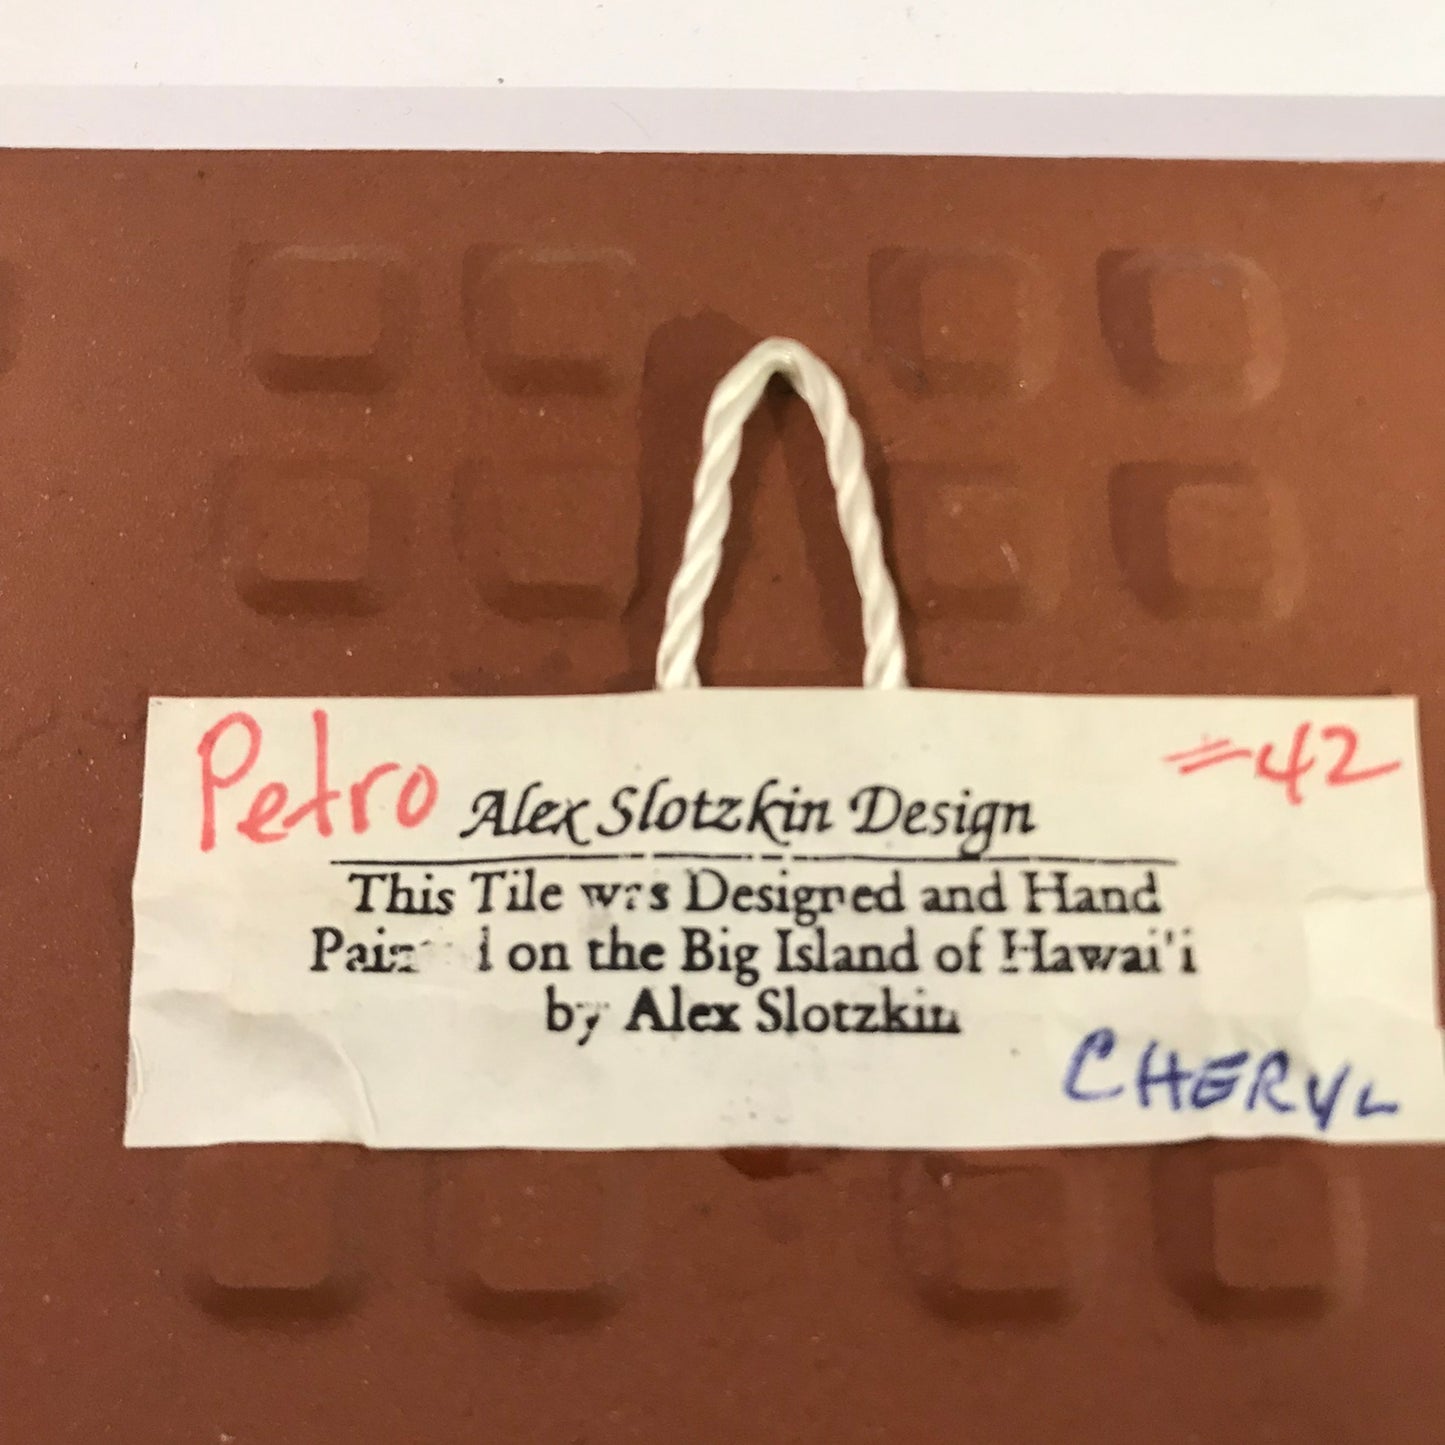 Petro
=42
Alex Slotzkin Design
This Tile was Designed and Hand
Painted on the Big Island of Hawai'i
by Alex Slotzkin
CHERYL